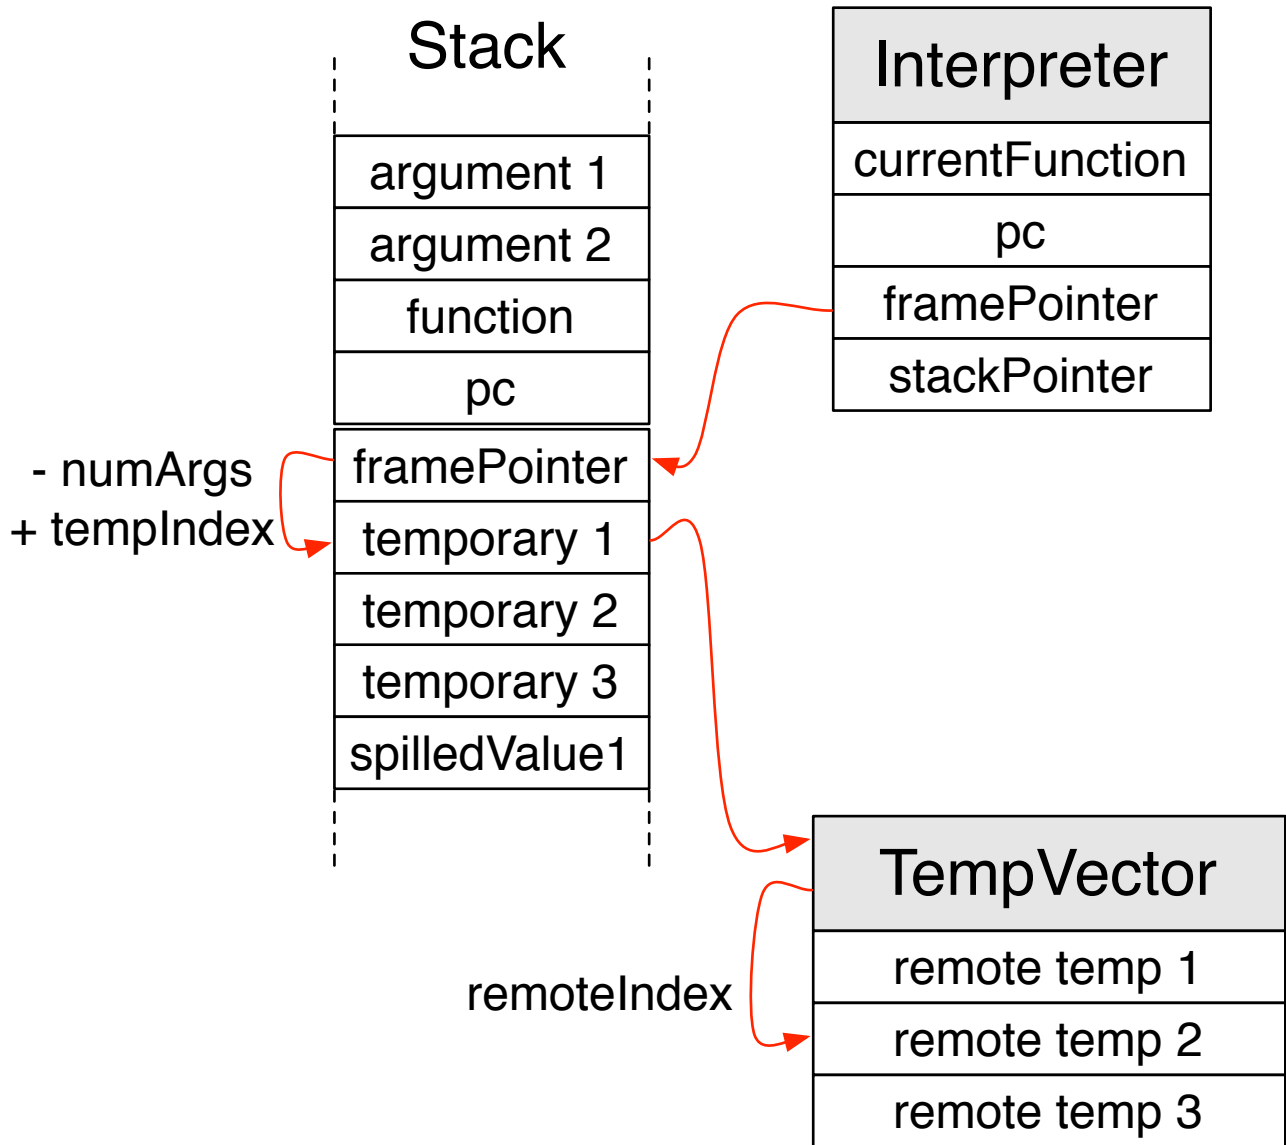 Stack
argument 1
argument 2
function
pc
framePointer
temporary 1
temporary 2
temporary 3
spilledValue1
- numArgs
+ tempIndex
Interpreter
currentFunction
pc
framePointer
stackPointer
TempVector
remote temp 1
remote temp 2
remote temp 3
remoteIndex